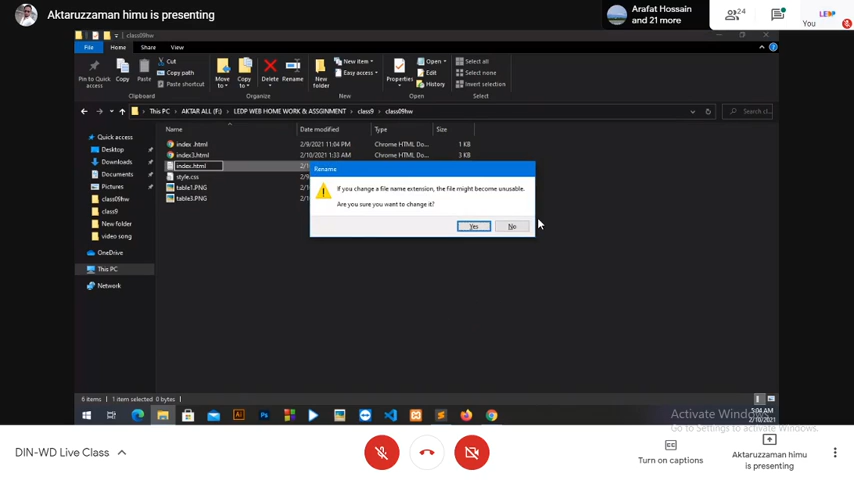 Aktaruzzaman himu is presenting
Arafat Hossain
and 21 more
24
You
LEDP
class09hw
File
Home
Share
View
Pin to Quick
access
Copy
Paste
Cut
Copy path
Paste shortcut
Clipboard
Move
to
Copy
to
Delete
Rename
Organize
New
folder
New item
Easy access
New
Properties
Open
Edit
History
Open
Select all
Select none
Invert selection
Select
This PC
AKTAR ALL (F:)
LEDP WEB HOME WORK & ASSGINMENT
class9
class09hw
Search cl...
Name
Date modified
Type
Size
Quick access
Desktop
Downloads
Documents
Pictures
class09hw
class9
New folder
video song
OneDrive
This PC
Network
index .html
2/9/2021 11:04 PM
Chrome HTML Do...
1 KB
index3.html
2/10/2021 1:33 AM
Chrome HTML Do...
3 KB
index.html
style.css
table1.PNG
table3.PNG
Rename
If you change a file name extension, the file might become unusable.
Are you sure you want to change it?
Yes
No
6 items
1 item selected 0 bytes
5:04 AM
2/10/2021
Activate Windows
Go to Settings to activate Windows.
DIN-WD Live Class
Turn on captions
Aktaruzzaman himu
is presenting